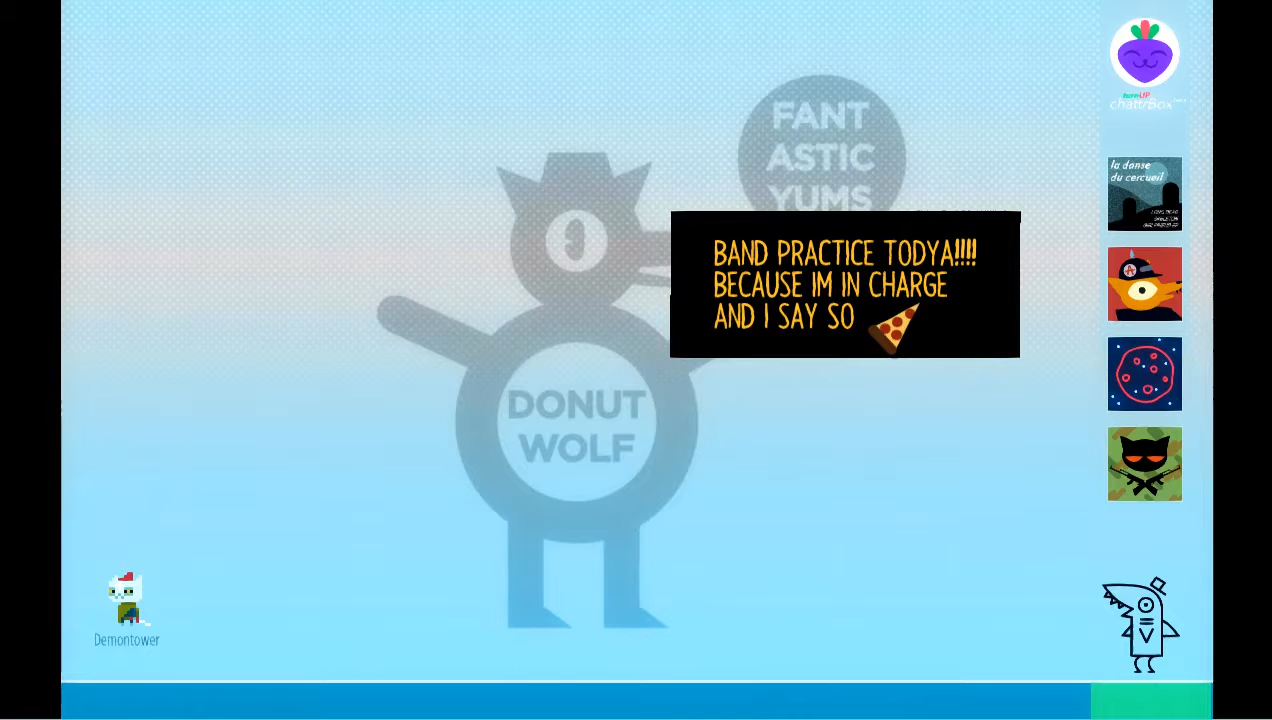 FANT
ASTIC
YUMS
DONUT
WOLF
BAND PRACTICE TODYA!!!!
BECAUSE IM IN CHARGE
AND I SAY SO
chattrBox
la danse
du cercueil
Demontower